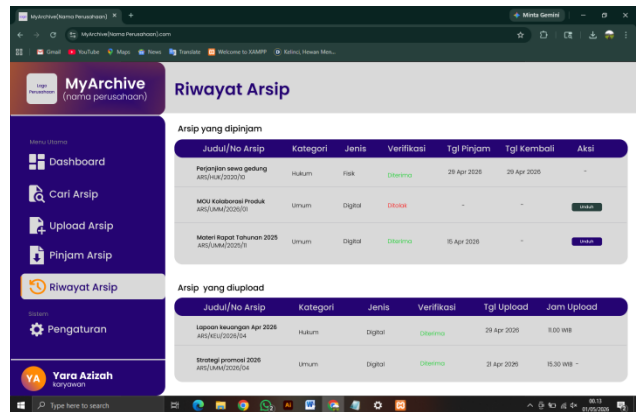 MyArchive(Nama Perusahaan)
Minta Gemini
MyArchive(Nama Perusahaan).com
Gmail YouTube Maps News Translate Welcome to XAMPP Kelinci, Hewan Men...
Logo Perusahaan
MyArchive
(nama perusahaan)
Riwayat Arsip
Menu Utama
Dashboard
Cari Arsip
Upload Arsip
Pinjam Arsip
Riwayat Arsip
Sistem
Pengaturan
YA
Yara Azizah
karyawan
Arsip yang dipinjam
Judul/No Arsip Kategori Jenis Verifikasi Tgl Pinjam Tgl Kembali Aksi
Perjanjian sewa gedung
ARS/HUK/2020/10 Hukum Fisik Diterima 29 Apr 2026 29 Apr 2026 -
MOU Kolaborasi Produk
ARS/UMM/2026/01 Umum Digital Ditolak - - Unduh
Materi Rapat Tahunan 2025
ARS/UMM/2025/11 Umum Digital Diterima 15 Apr 2026 - Unduh
Arsip yang diupload
Judul/No Arsip Kategori Jenis Verifikasi Tgl Upload Jam Upload
Lapoan keuangan Apr 2026
ARS/KEU/2026/04 Hukum Digital Diterima 29 Apr 2026 11.00 WIB
Strategi promosi 2026
ARS/UMM/2026/04 Umum Digital Diterima 21 Apr 2026 15.30 WIB -
Type here to search
00.13
01/05/2026